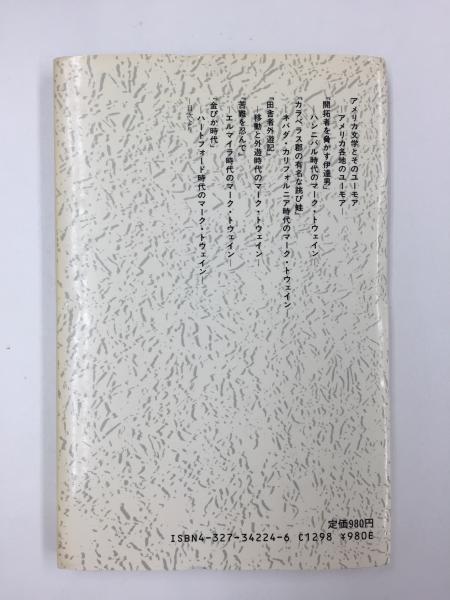 アメリカ文学とそのユーモア
―アメリカ各地のユーモア―
『開拓者を脅かす伊達男』
―ハンニバル時代のマーク・トウェイン―
『カラベラス郡の有名な跳び蛙』
―ネバダ・カリフォルニア時代のマーク・トウェイン―
『田舎者外遊記』
―移動と外遊時代のマーク・トウェイン―
『苦難を忍んで』
―エルマイラ時代のマーク・トウェイン―
『金ぴか時代』
―ハートフォード時代のマーク・トウェイン―
目次より
定価980円
ISBN4-327-34224-6 C1298 ¥980E